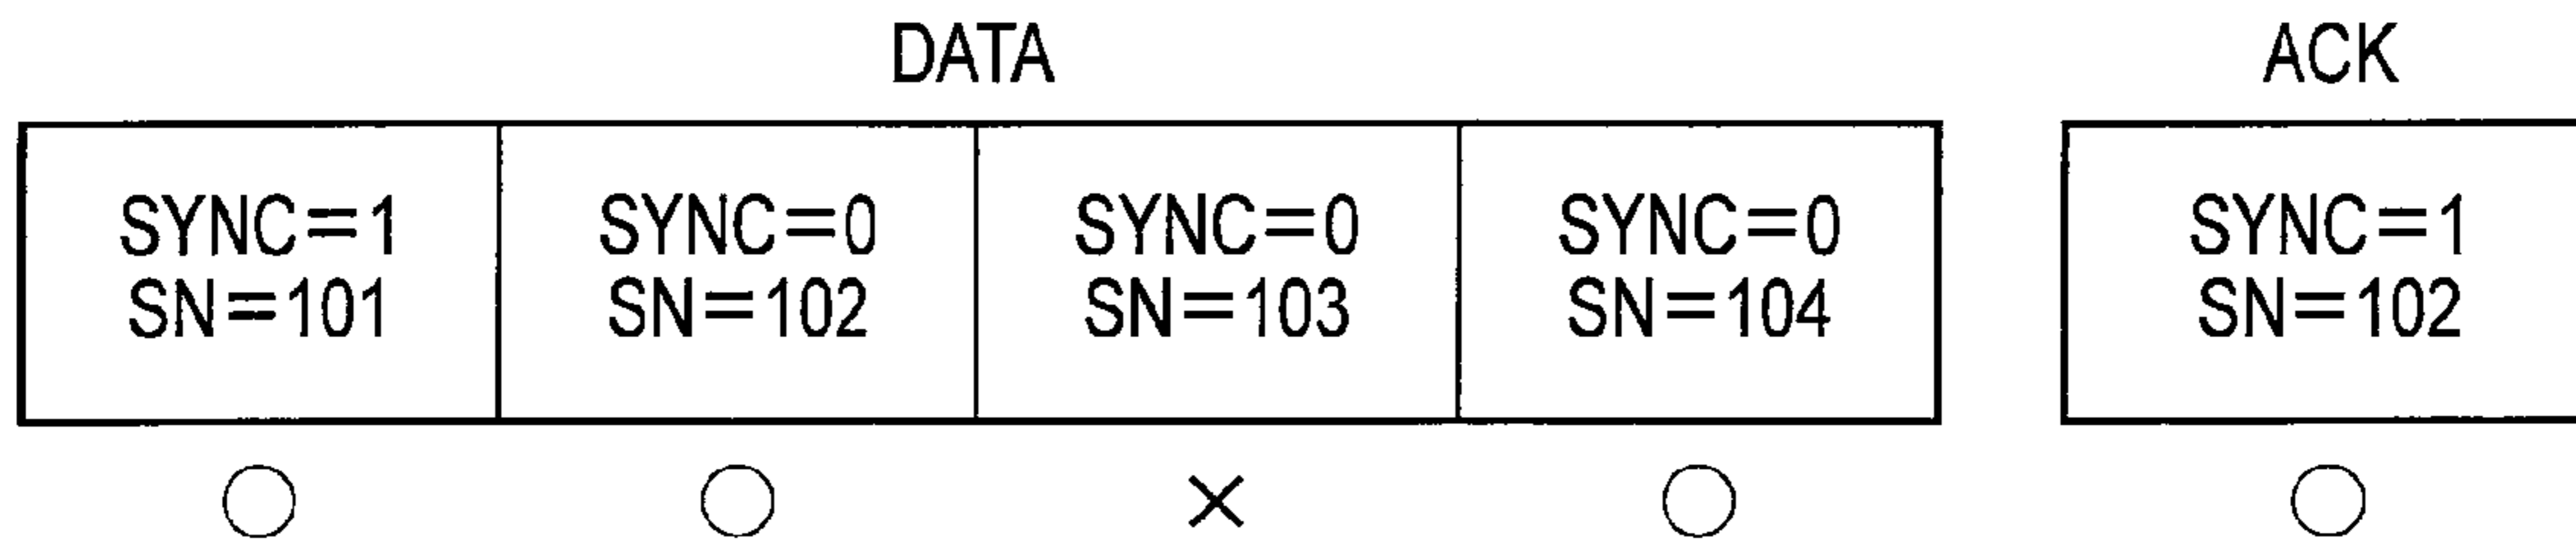 DATA
ACK
SYNC=1
SN=101
SYNC=0
SN=102
SYNC=0
SN=103
SYNC=0
SN=104
SYNC=1
SN=102
○ ○ × ○ ○